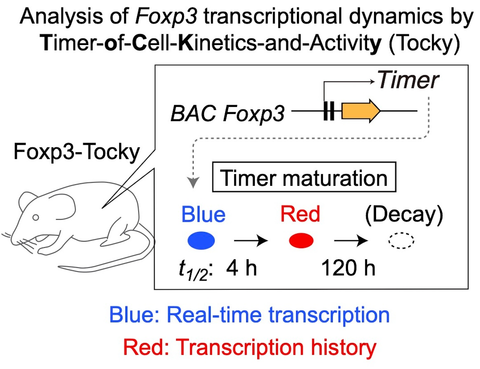 Analysis of Foxp3 transcriptional dynamics by
Timer-of-Cell-Kinetics-and-Activity (Tocky)
Timer
BAC Foxp3
Foxp3-Tocky
Timer maturation
Blue Red (Decay)
t1/2: 4 h 120 h
Blue: Real-time transcription
Red: Transcription history